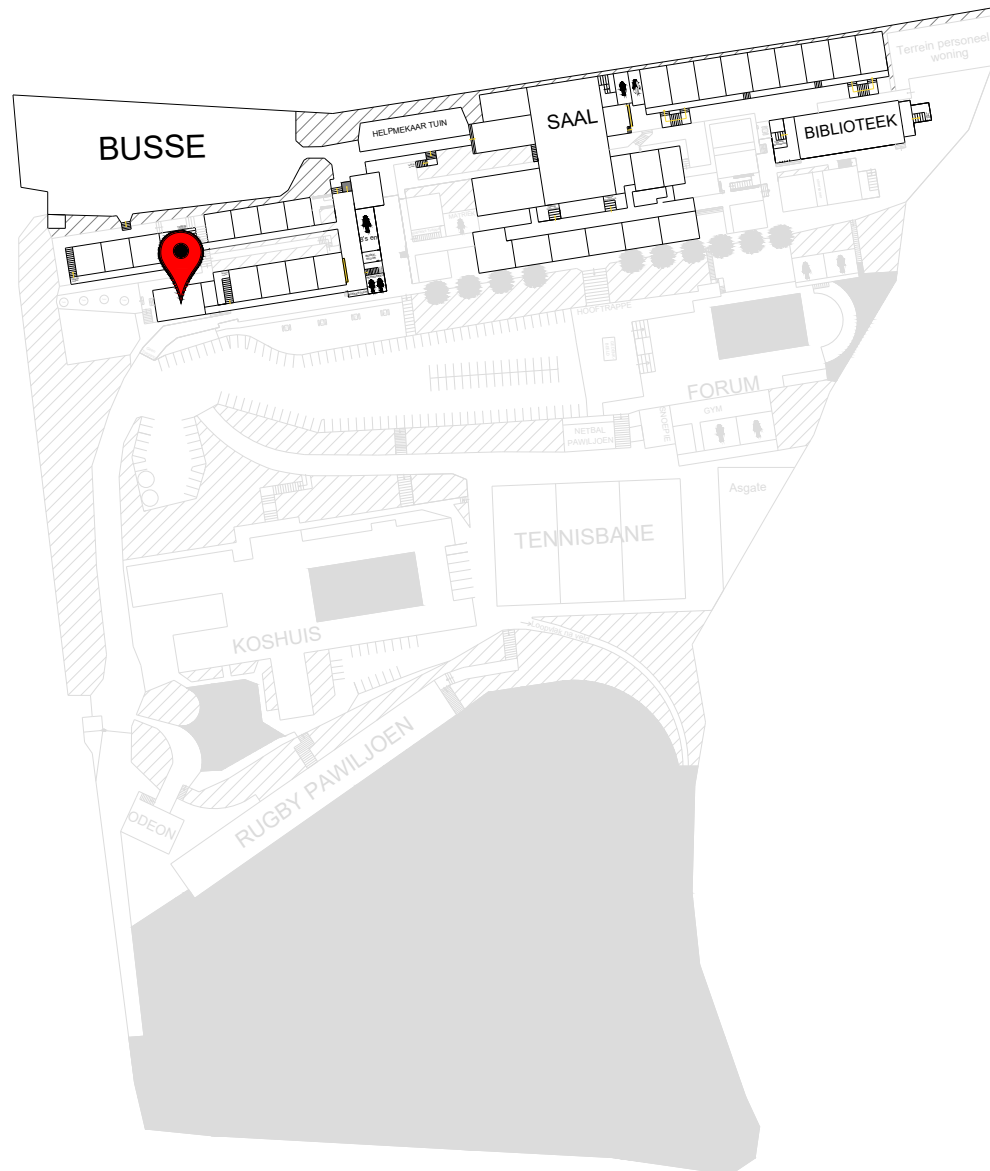 Terrein personeel
woning
BUSSE
HELPMEKAAR TUIN
SAAL
BIBLIOTEEK
HOOFTRAPPE
FORUM
GYM
NETBAL
PAWILJOEN
SNOEPIE
Asgate
TENNISBANE
KOSHUIS
RUGBY PAWILJOEN
ODEON